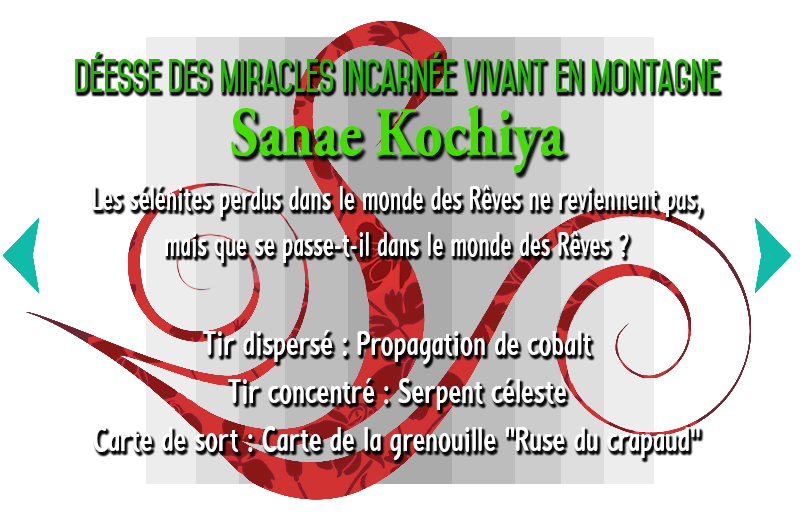 DÉESSE DES MIRACLES INCARNÉE VIVANT EN MONTAGNE
Sanae Kochiya
Les sélénites perdus dans le monde des Rêves ne reviennent pas,
mais que se passe-t-il dans le monde des Rêves ?
Tir dispersé : Propagation de cobalt
Tir concentré : Serpent céleste
Carte de sort : Carte de la grenouille "Ruse du crapaud"